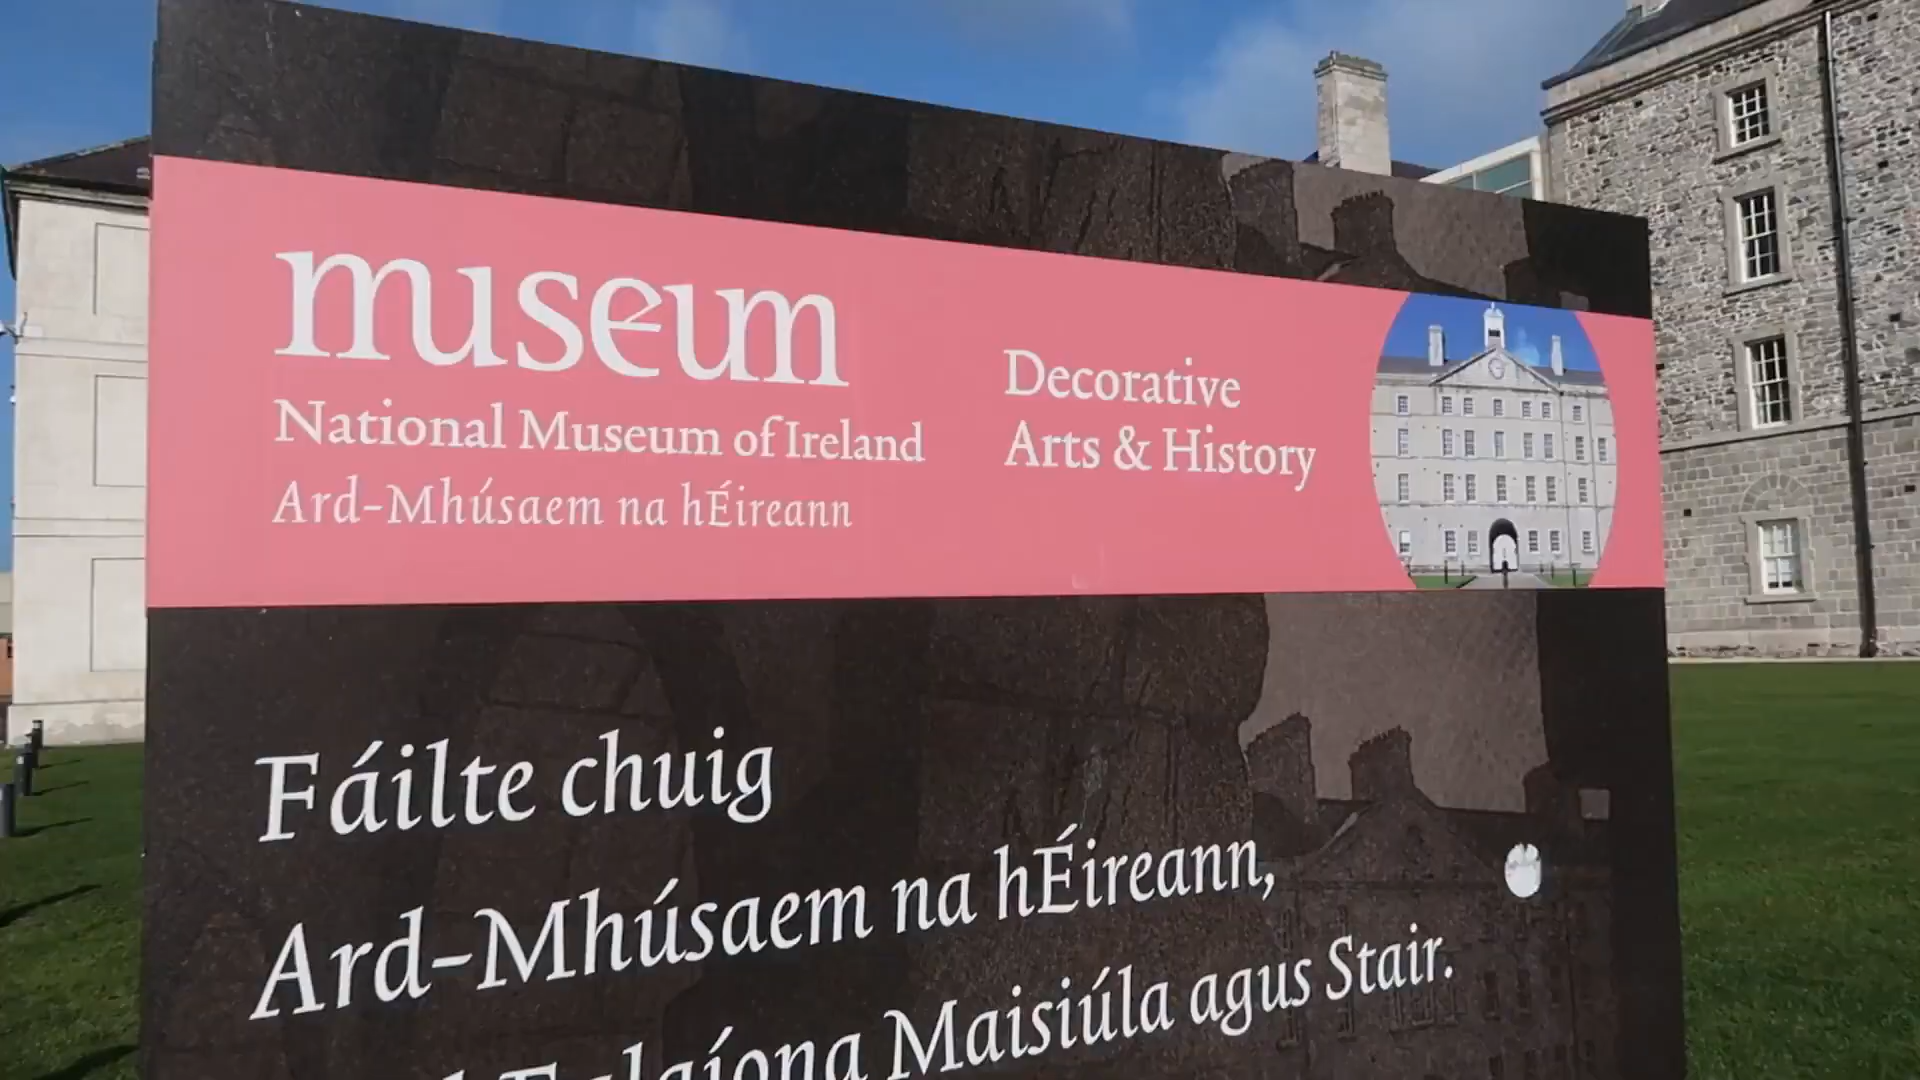 museum
National Museum of Ireland
Ard-Mhúsaem na hÉireann
Decorative
Arts & History
Fáilte chuig
Ard-Mhúsaem na hÉireann,
Maisiúla agus Stair.